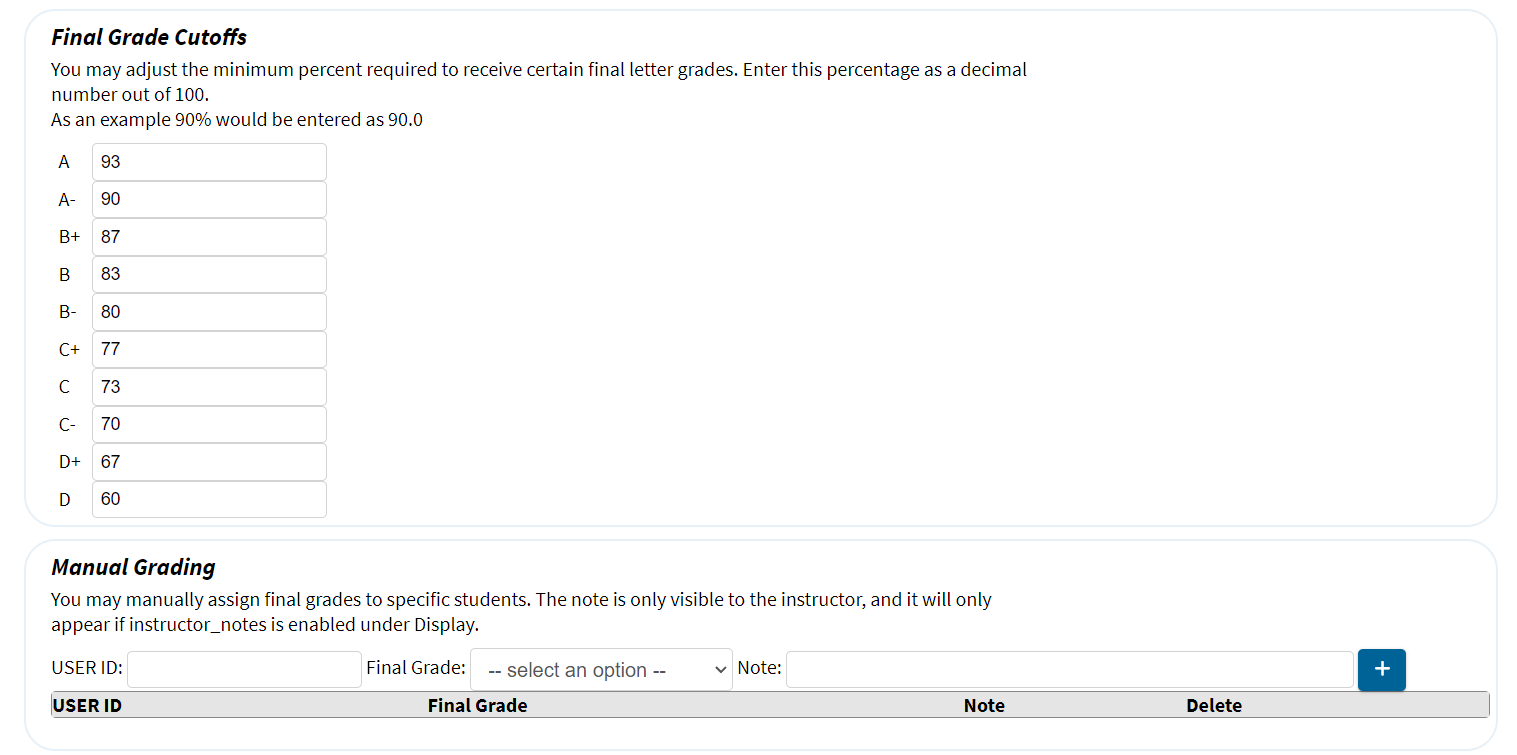 Final Grade Cutoffs
You may adjust the minimum percent required to receive certain final letter grades. Enter this percentage as a decimal
number out of 100.
As an example 90% would be entered as 90.0
A 93
A- 90
B+ 87
B 83
B- 80
C+ 77
C 73
C- 70
D+ 67
D 60
Manual Grading
You may manually assign final grades to specific students. The note is only visible to the instructor, and it will only
appear if instructor_notes is enabled under Display.
USER ID: Final Grade: -- select an option -- Note: +
USER ID Final Grade Note Delete